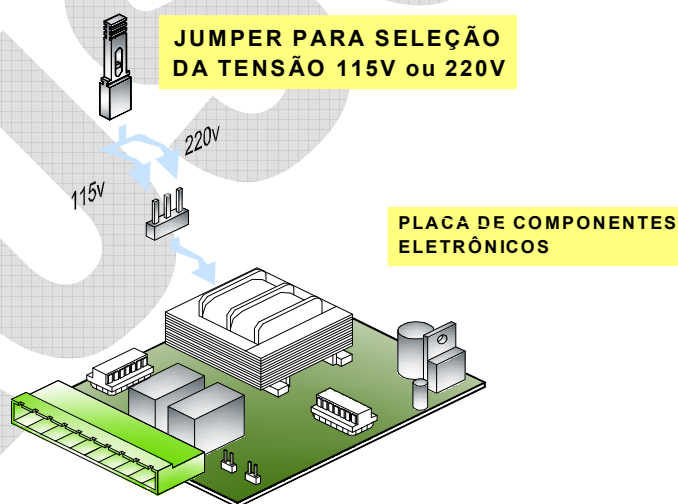 JUMPER PARA SELEÇÃO
DA TENSÃO 115V ou 220V
220v
115v
PLACA DE COMPONENTES
ELETRÔNICOS